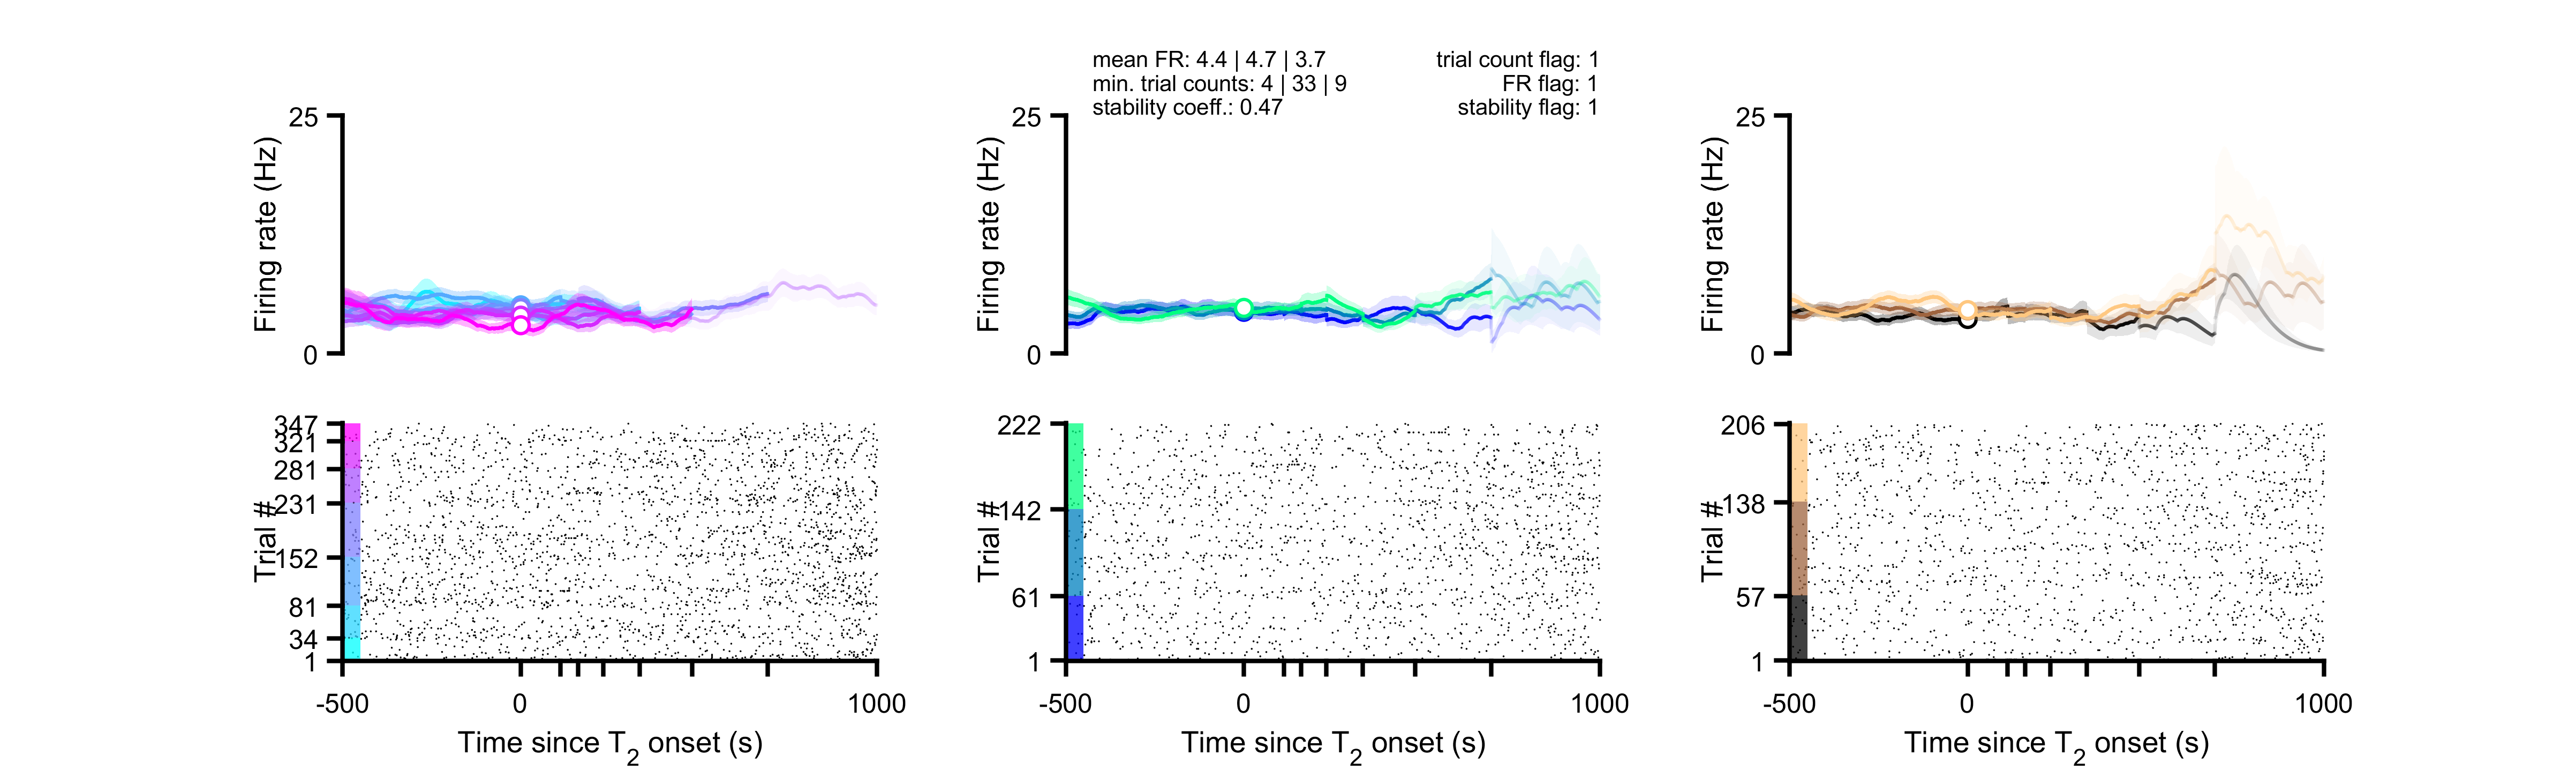 mean FR: 4.4 | 4.7 | 3.7
min. trial counts: 4 | 33 | 9
stability coeff.: 0.47
trial count flag: 1
FR flag: 1
stability flag: 1
25
Firing rate (Hz)
0
25
Firing rate (Hz)
0
25
Firing rate (Hz)
0
347
321
281
231
152
81
34
1
Trial #
-500
0
1000
Time since T2 onset (s)
222
142
61
1
Trial #
-500
0
1000
Time since T2 onset (s)
206
138
57
1
Trial #
-500
0
1000
Time since T2 onset (s)